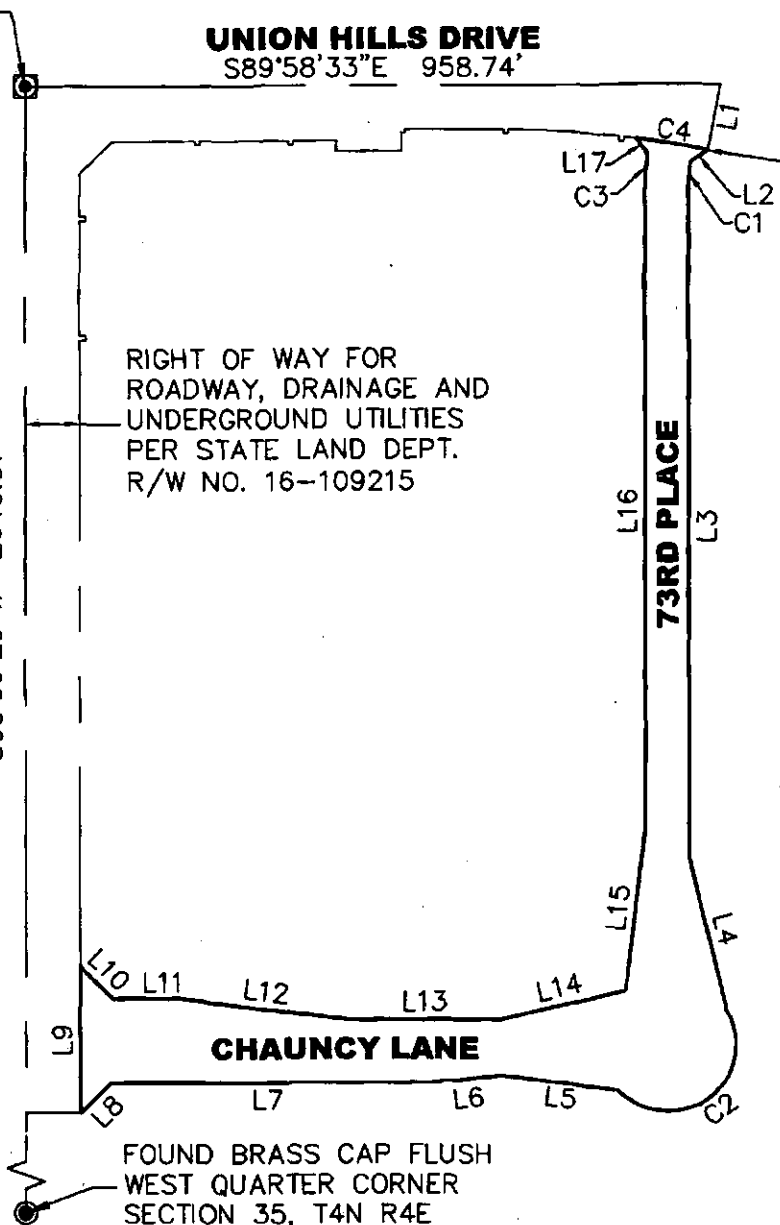 UNION HILLS DRIVE
S89°58'33"E 958.74'
L1
C4
L17
L2
C3
C1
RIGHT OF WAY FOR
ROADWAY, DRAINAGE AND
UNDERGROUND UTILITIES
PER STATE LAND DEPT.
R/W NO. 16-109215
L16
73RD PLACE
L3
L15
L4
L10
L11
L12
L13
L14
L9
CHAUNCY LANE
L8
L7
L6
L5
C2
FOUND BRASS CAP FLUSH
WEST QUARTER CORNER
SECTION 35, T4N R4E